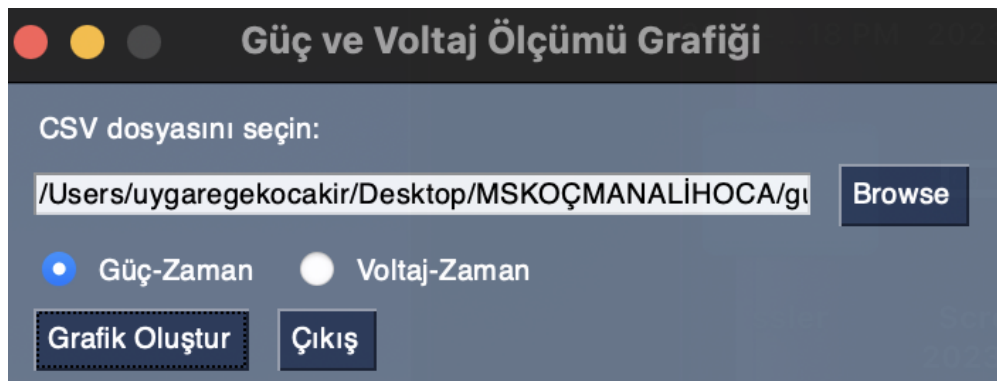 Güç ve Voltaj Ölçümü Grafiği
CSV dosyasını seçin:
/Users/uygaregekocakir/Desktop/MSKOÇMANALİHOCA/gu Browse
Güç-Zaman Voltaj-Zaman
Grafik Oluştur Çıkış